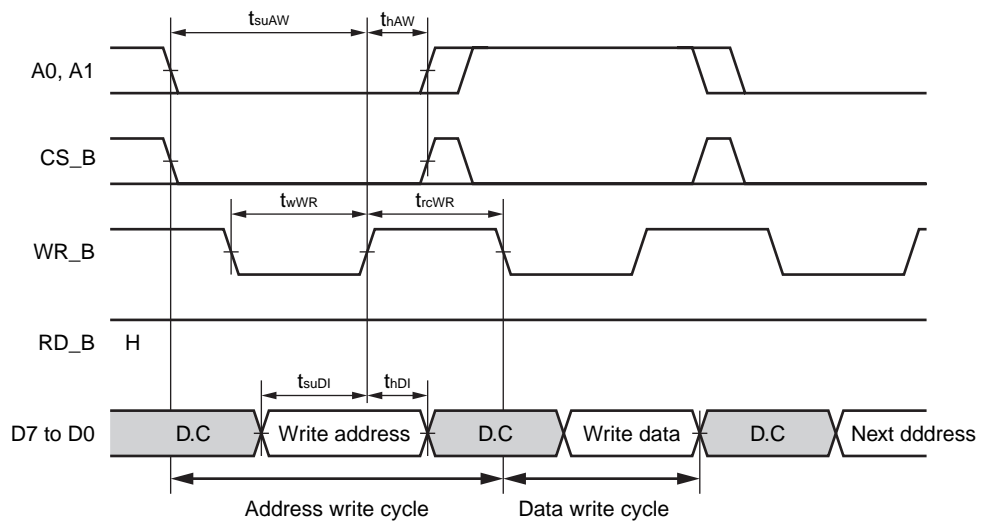 tsuAW
thAW
A0, A1
CS_B
twWR
trcWR
WR_B
RD_B H
tsuDI
thDI
D7 to D0 D.C Write address D.C Write data D.C Next dddress
Address write cycle Data write cycle